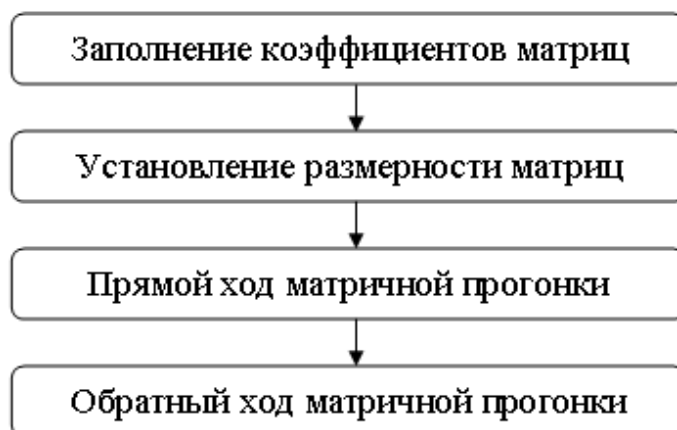 Заполнение коэффициентов матриц
Установление размерности матриц
Прямой ход матричной прогонки
Обратный ход матричной прогонки